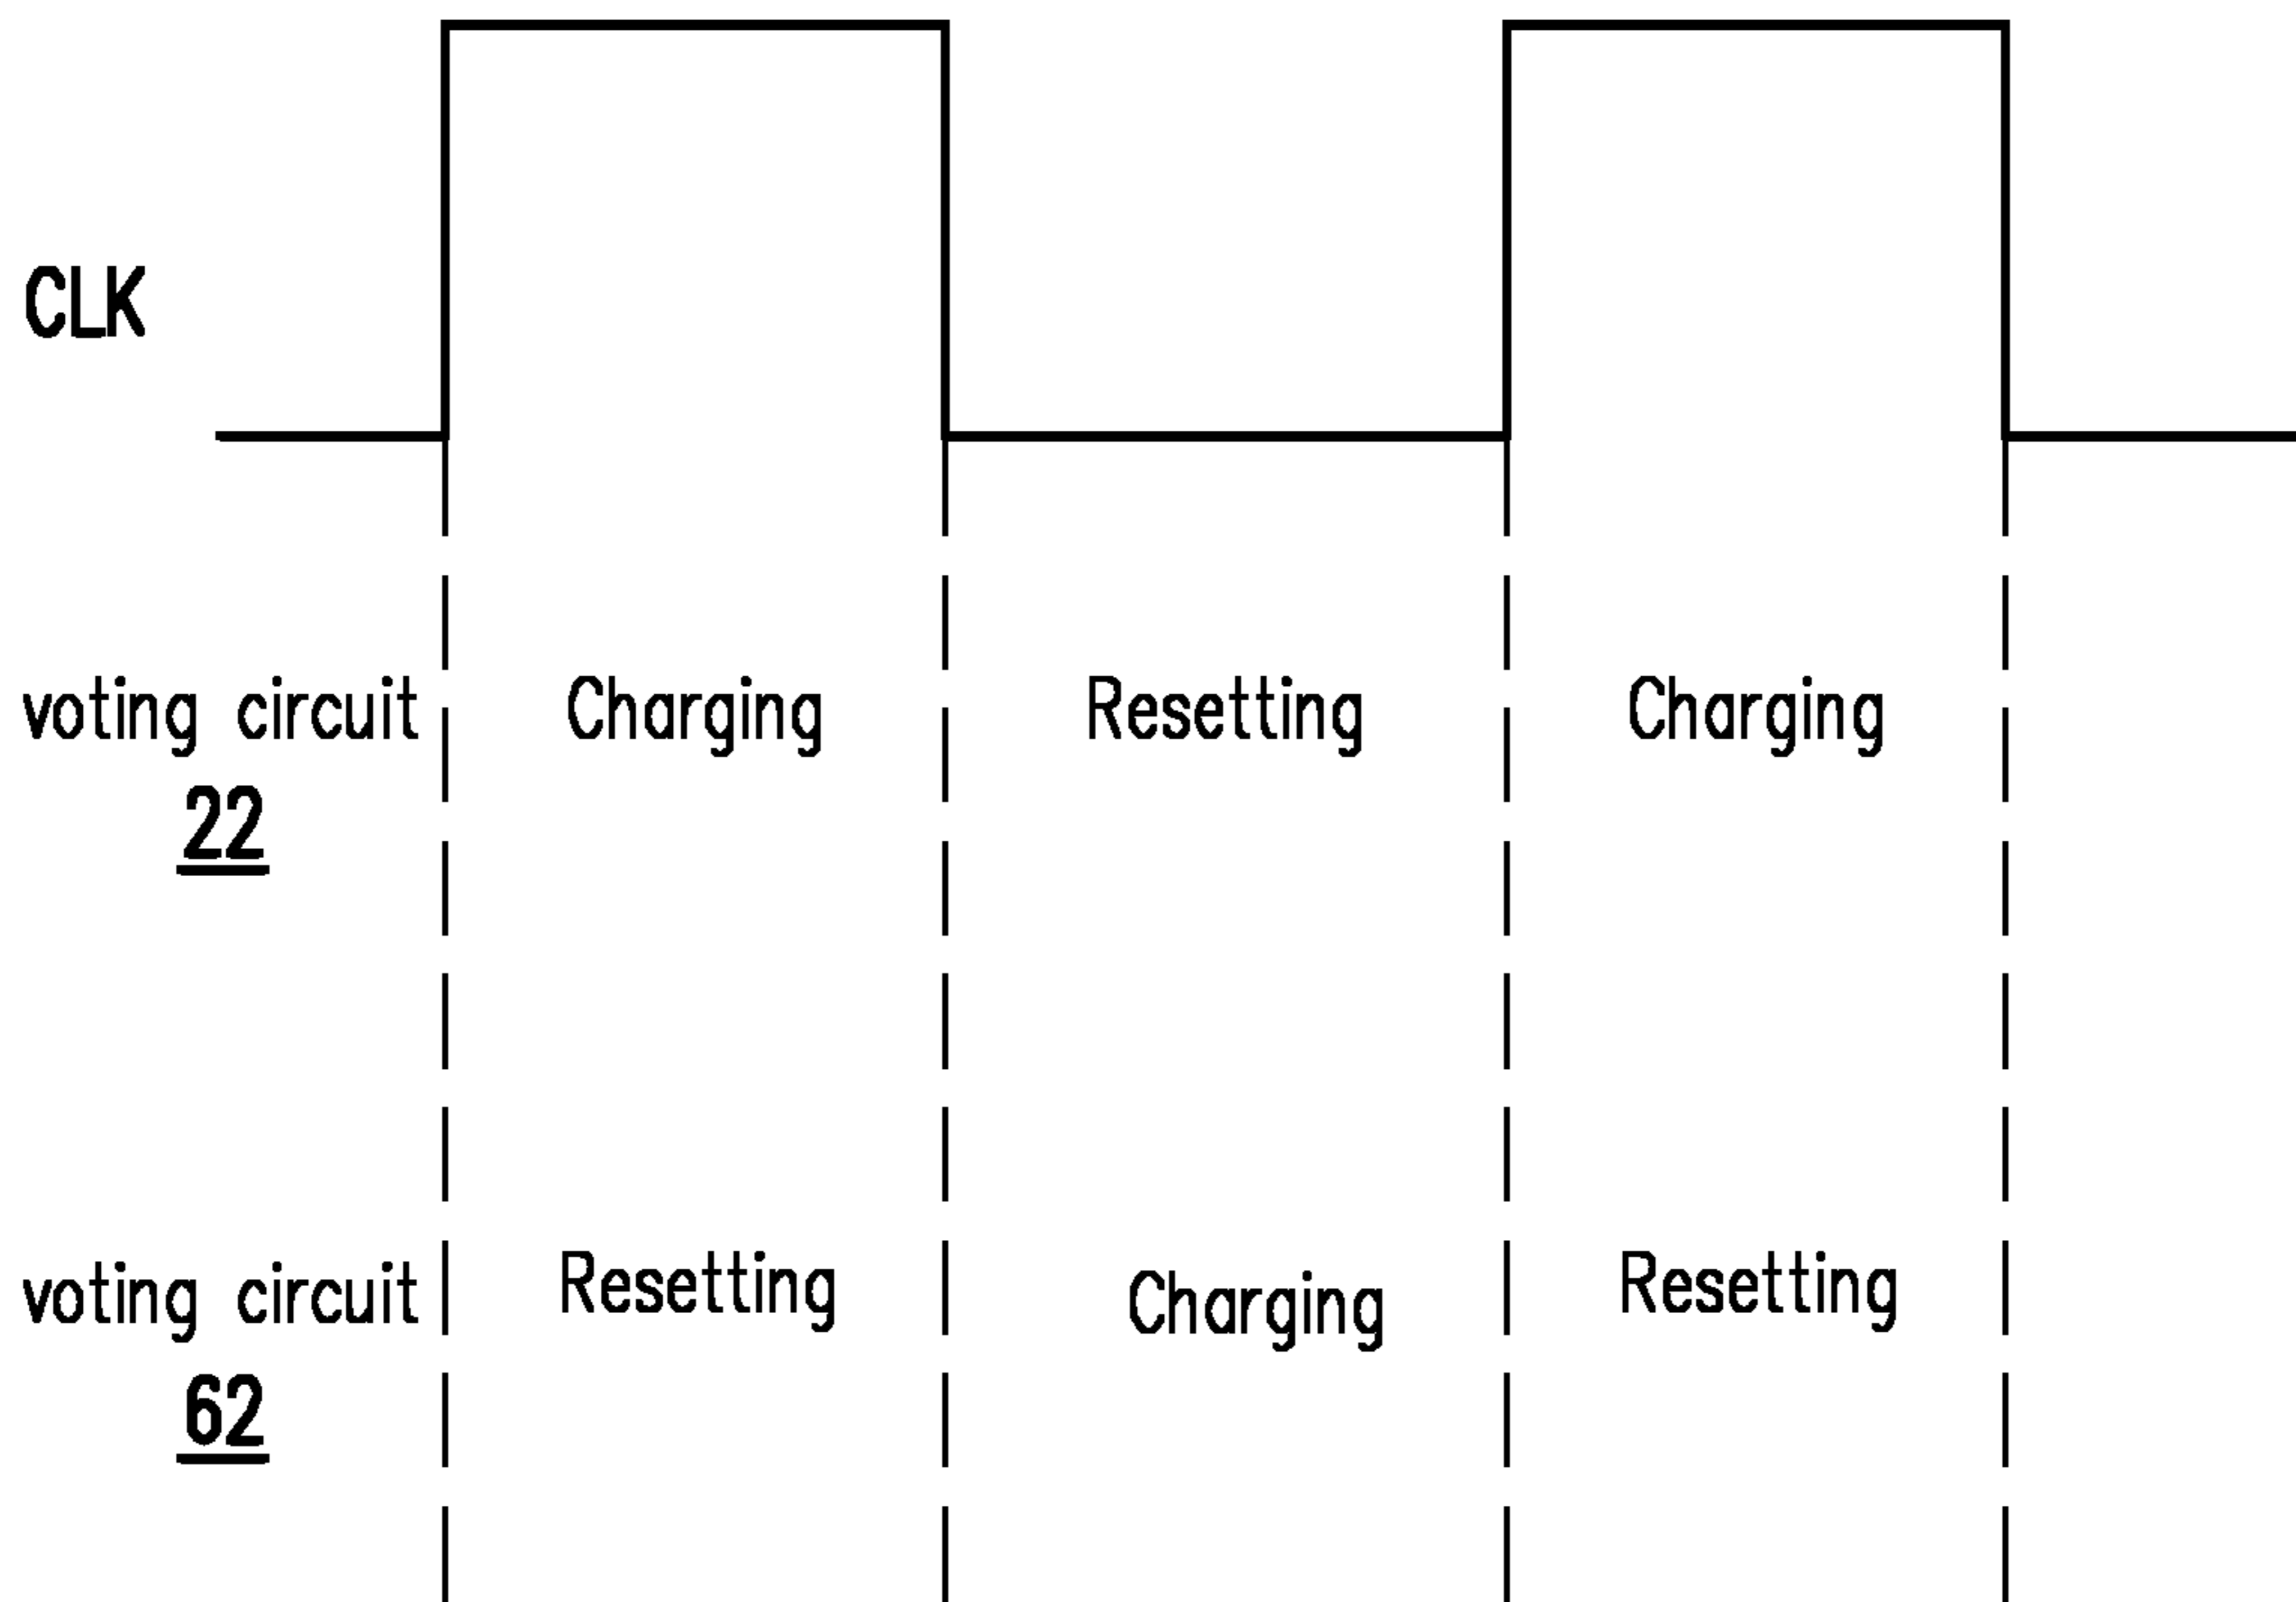 CLK
voting circuit Charging Resetting Charging
22
voting circuit Resetting Charging Resetting
62